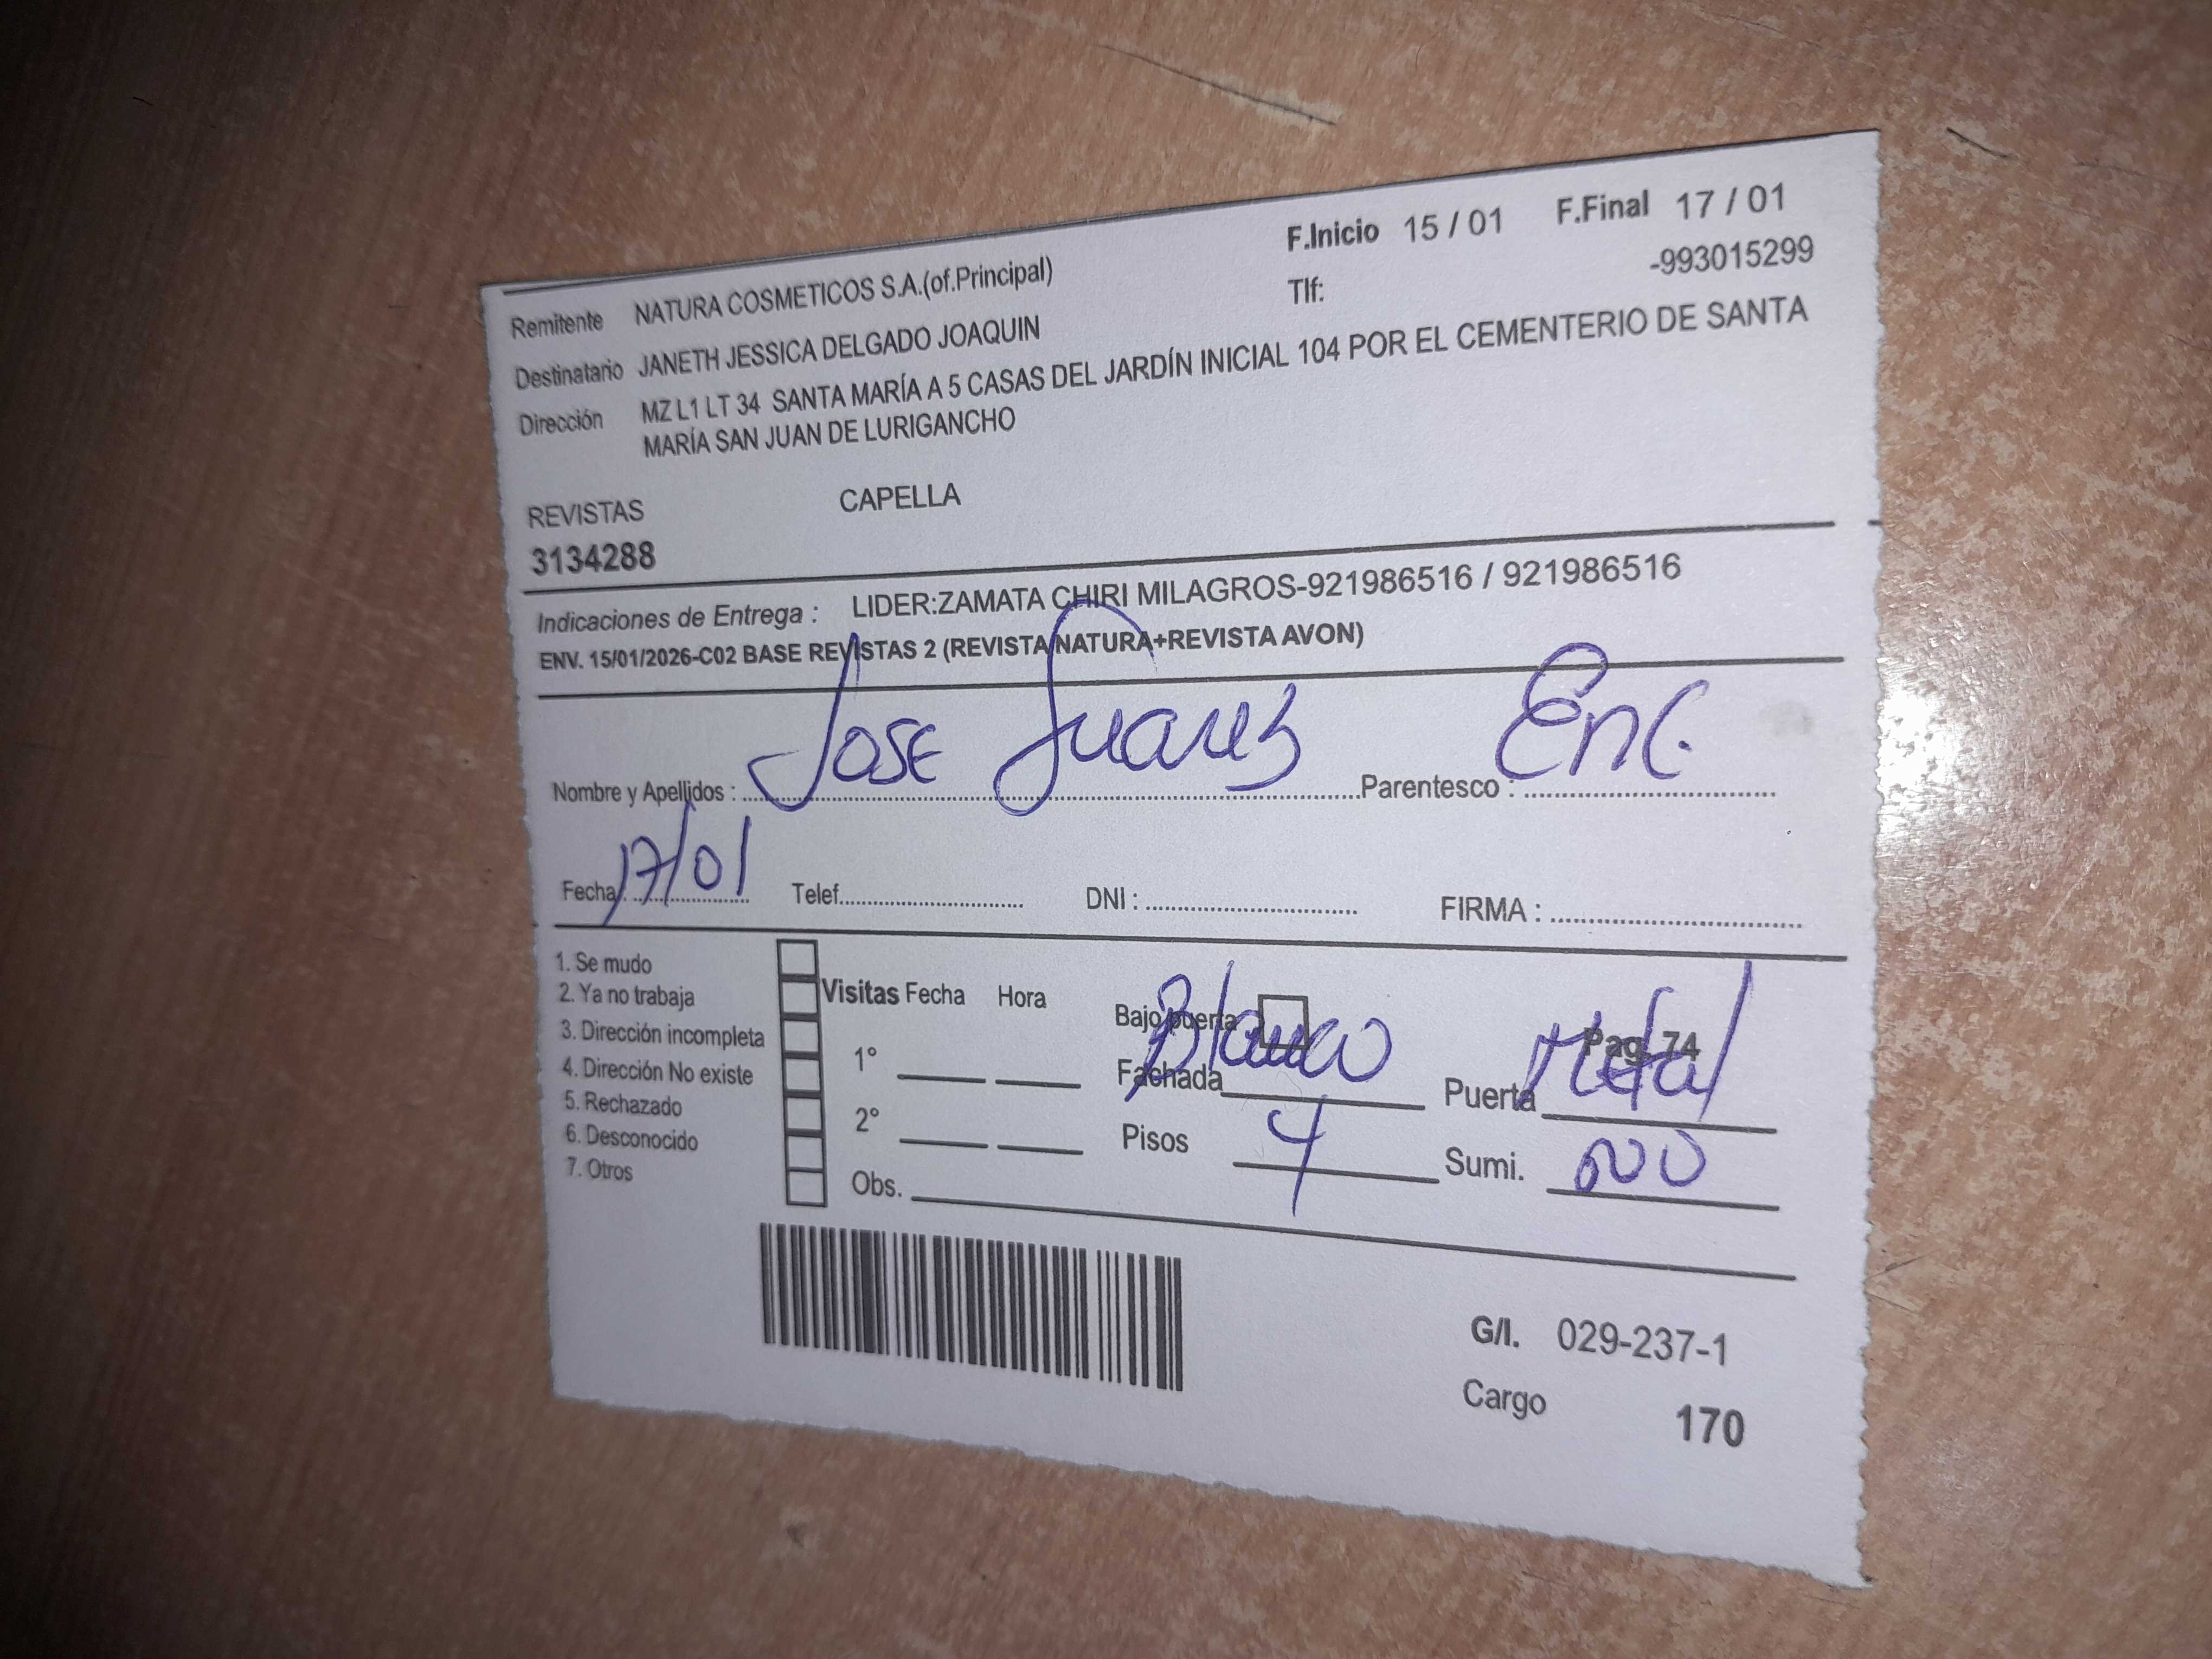 F.Inicio 15 / 01 F.Final 17 / 01
Remitente NATURA COSMETICOS S.A.(of.Principal) Tlf: -993015299
Destinatario JANETH JESSICA DELGADO JOAQUIN
Dirección MZ L1 LT 34 SANTA MARÍA A 5 CASAS DEL JARDÍN INICIAL 104 POR EL CEMENTERIO DE SANTA
MARÍA SAN JUAN DE LURIGANCHO
REVISTAS CAPELLA
3134288
Indicaciones de Entrega : LIDER:ZAMATA CHIRI MILAGROS-921986516 / 921986516
ENV. 15/01/2026-C02 BASE REVISTAS 2 (REVISTA NATURA+REVISTA AVON)
Nombre y Apellidos : Jose Suarez Parentesco : Enc.
Fecha : 17/01 Telef. DNI : FIRMA :
1. Se mudo
2. Ya no trabaja
3. Dirección incompleta
4. Dirección No existe
5. Rechazado
6. Desconocido
7. Otros
Visitas Fecha Hora
1°
2°
Obs.
Bajo puerta Pag. 74
Fachada Blanco Puerta Metal
Pisos 4 Sumi.
G/I. 029-237-1
Cargo 170